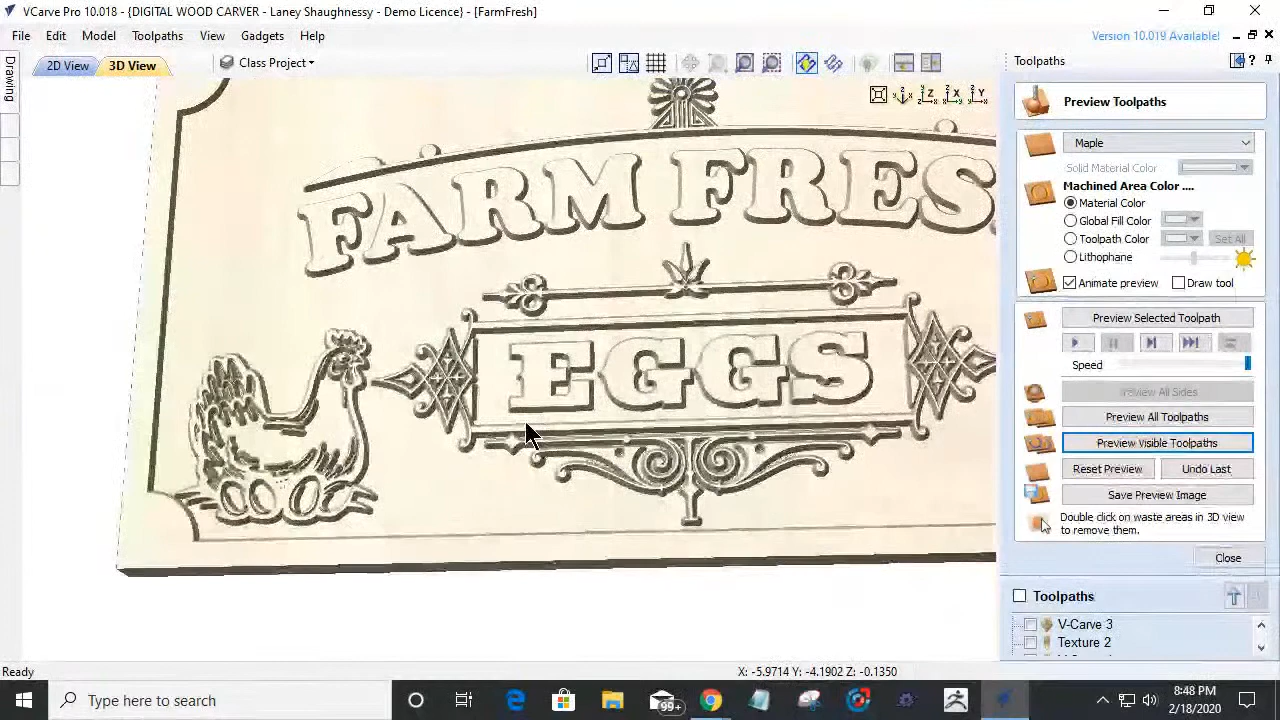 VCarve Pro 10.018 - {DIGITAL WOOD CARVER - Laney Shaughnessy - Demo Licence} - [FarmFresh]
File Edit Model Toolpaths View Gadgets Help
Version 10.019 Available!
Drawing
2D View 3D View
Class Project
FARM FRES
EGGS
Toolpaths
Preview Toolpaths
Maple
Solid Material Color
Machined Area Color ....
Material Color
Global Fill Color
Toolpath Color Set All
Lithophane
Animate preview Draw tool
Preview Selected Toolpath
Speed
Preview All Sides
Preview All Toolpaths
Preview Visible Toolpaths
Reset Preview Undo Last
Save Preview Image
Double click on waste areas in 3D view
to remove them.
Close
Toolpaths
V-Carve 3
Texture 2
Ready
X: -5.9714 Y: -4.1902 Z: -0.1350
Type here to search
99+
8:48 PM
2/18/2020